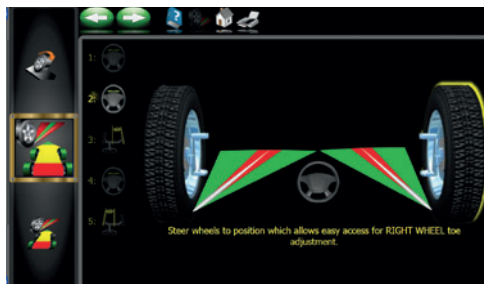 1:
2:
3:
4:
5:
Steer wheels to position which allows easy access for RIGHT WHEEL toe
adjustment.